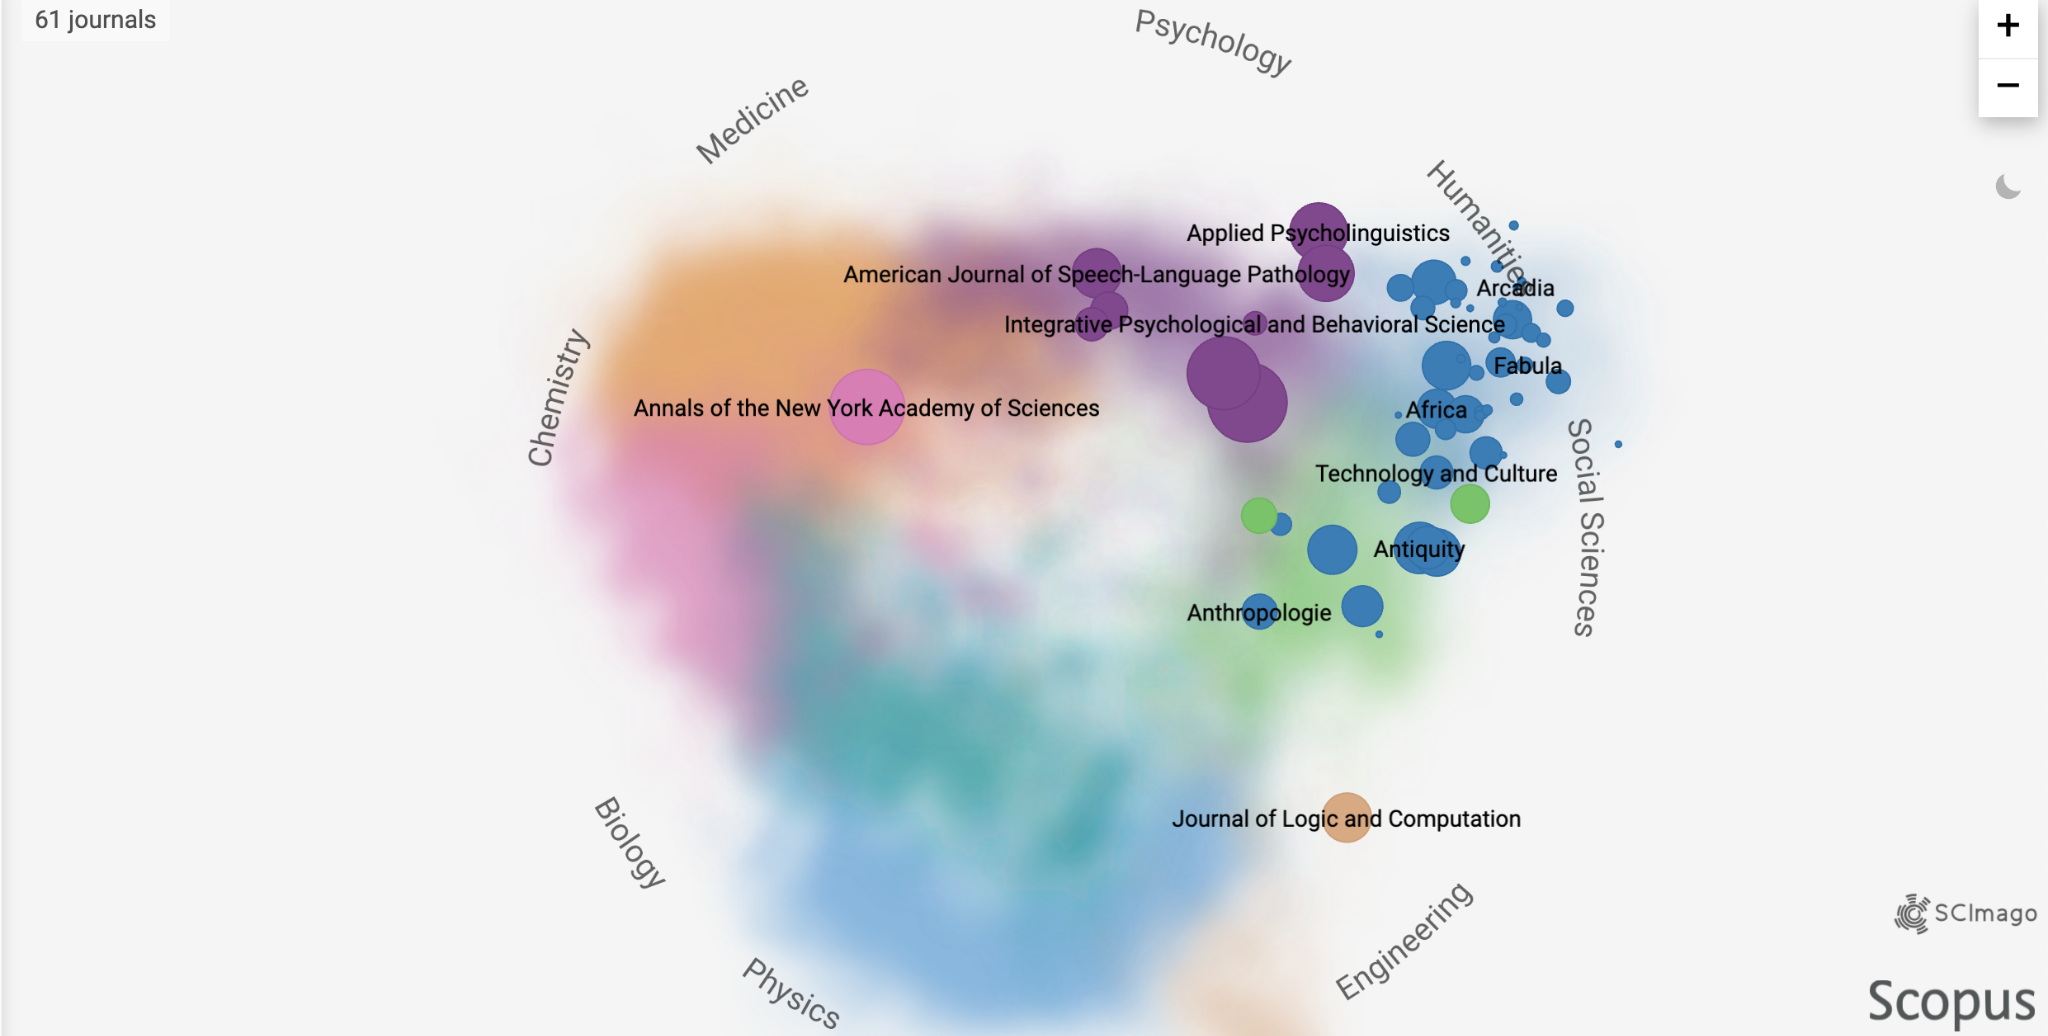 61 journals
Psychology
+
Medicine
−
Humanities
Applied Psycholinguistics
American Journal of Speech-Language Pathology
Arcadia
Integrative Psychological and Behavioral Science
Chemistry
Fabula
Annals of the New York Academy of Sciences
Africa
Social Sciences
Technology and Culture
Antiquity
Anthropologie
Biology
Journal of Logic and Computation
Engineering
SCImago
Physics
Scopus